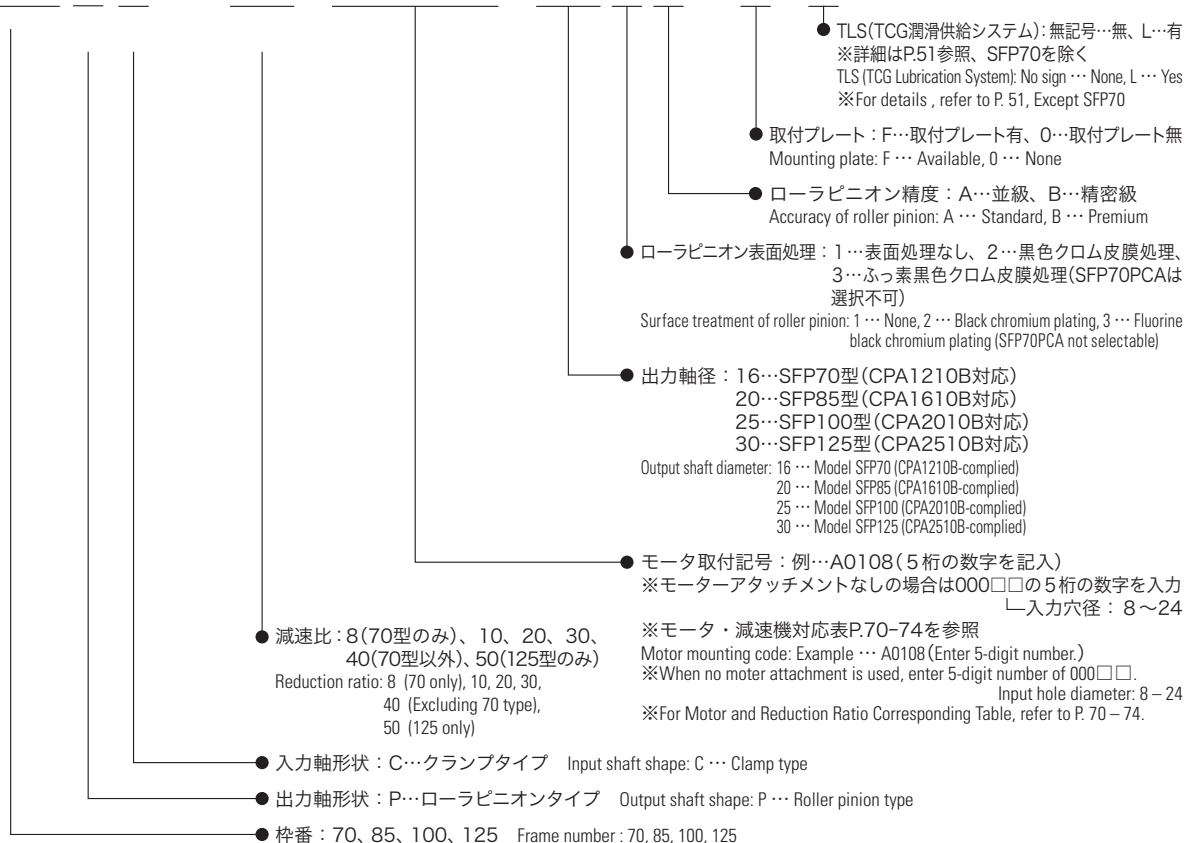 TLS(TCG潤滑供給システム)：無記号…無、L…有
※詳細はP.51参照、SFP70を除く
TLS (TCG Lubrication System): No sign … None, L … Yes
※For details , refer to P. 51, Except SFP70
取付プレート：F…取付プレート有、0…取付プレート無
Mounting plate: F … Available, 0 … None
ローラピニオン精度：A…並級、B…精密級
Accuracy of roller pinion: A … Standard, B … Premium
ローラピニオン表面処理：1…表面処理なし、2…黒色クロム皮膜処理、
3…ふっ素黒色クロム皮膜処理(SFP70PCAは
選択不可)
Surface treatment of roller pinion: 1 … None, 2 … Black chromium plating, 3 … Fluorine
black chromium plating (SFP70PCA not selectable)
出力軸径：16…SFP70型(CPA1210B対応)
20…SFP85型(CPA1610B対応)
25…SFP100型(CPA2010B対応)
30…SFP125型(CPA2510B対応)
Output shaft diameter: 16 … Model SFP70 (CPA1210B-complied)
20 … Model SFP85 (CPA1610B-complied)
25 … Model SFP100 (CPA2010B-complied)
30 … Model SFP125 (CPA2510B-complied)
モータ取付記号：例…A0108(5桁の数字を記入)
※モーターアタッチメントなしの場合は000□□の5桁の数字を入力
入力穴径：8～24
※モータ・減速機対応表P.70-74を参照
Motor mounting code: Example … A0108 (Enter 5-digit number.)
※When no moter attachment is used, enter 5-digit number of 000□□.
Input hole diameter: 8 – 24
※For Motor and Reduction Ratio Corresponding Table, refer to P. 70 – 74.
減速比：8(70型のみ)、10、20、30、
40(70型以外)、50(125型のみ)
Reduction ratio: 8 (70 only), 10, 20, 30,
40 (Excluding 70 type),
50 (125 only)
入力軸形状：C…クランプタイプ Input shaft shape: C … Clamp type
出力軸形状：P…ローラピニオンタイプ Output shaft shape: P … Roller pinion type
枠番：70、85、100、125 Frame number : 70, 85, 100, 125